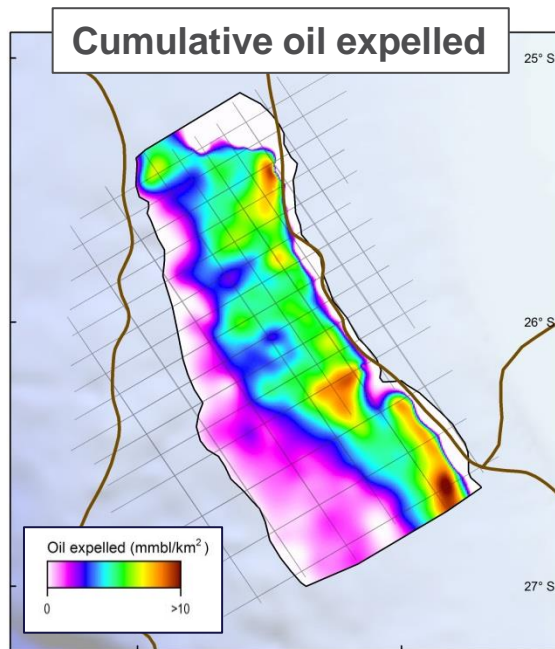 Cumulative oil expelled
25° S
26° S
27° S
Oil expelled (mmbl/km²)
0 >10